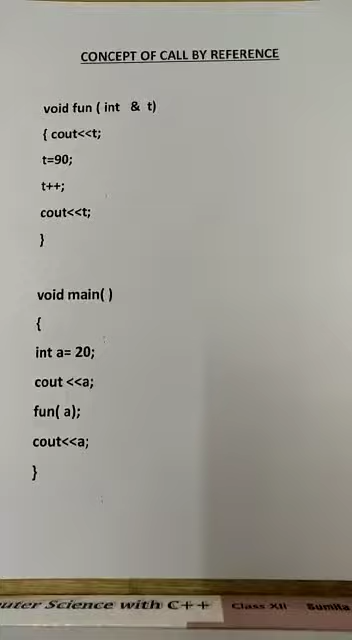 CONCEPT OF CALL BY REFERENCE
void fun ( int & t)
{ cout<<t;
t=90;
t++;
cout<<t;
}
void main( )
{
int a= 20;
cout <<a;
fun( a);
cout<<a;
}
Science with C++ Class XII Sumita